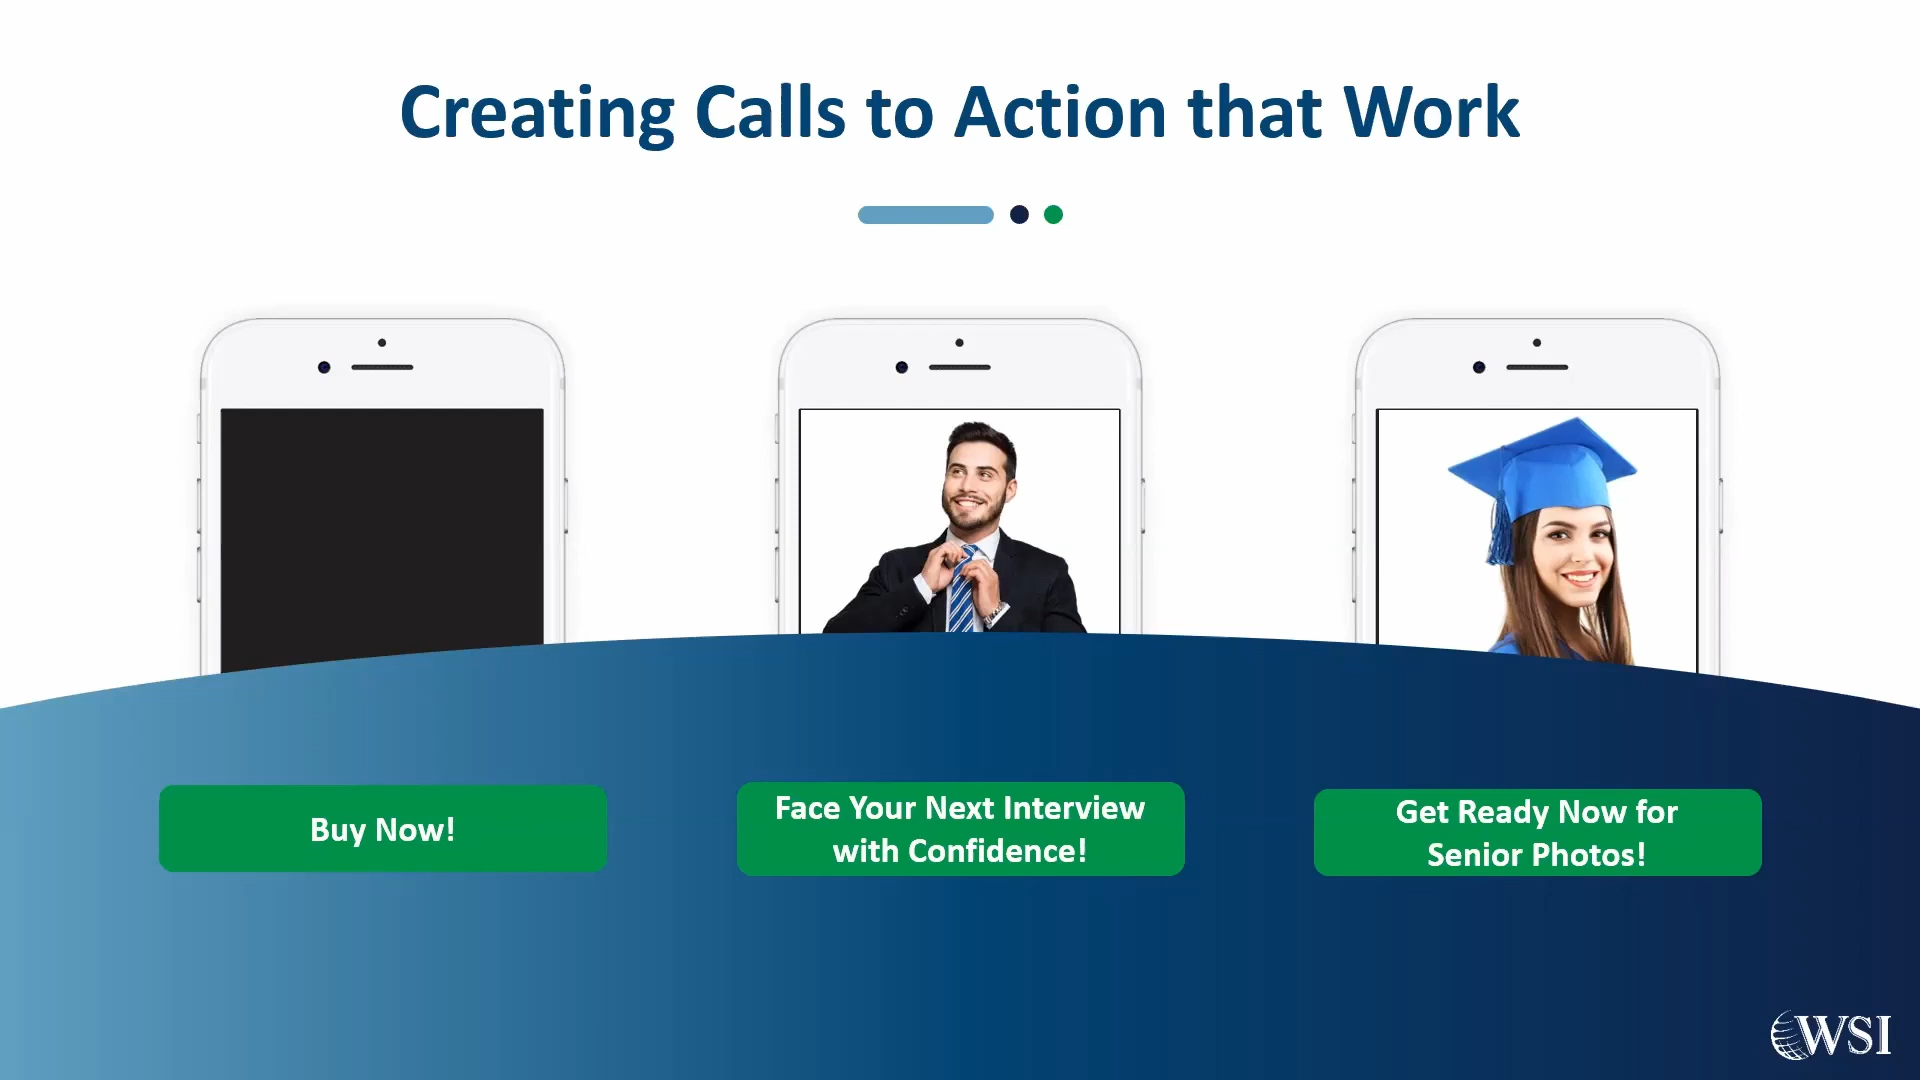 Creating Calls to Action that Work
Buy Now!
Face Your Next Interview
with Confidence!
Get Ready Now for
Senior Photos!
WSI